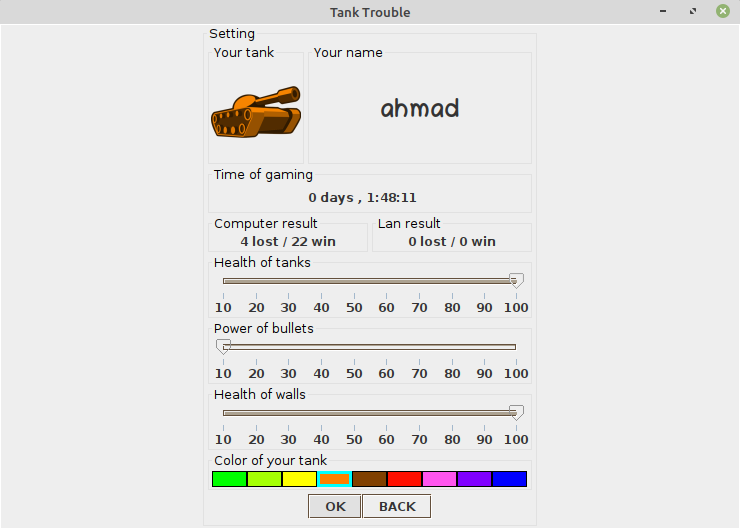 Tank Trouble
Setting
Your tank
Your name
ahmad
Time of gaming
0 days , 1:48:11
Computer result
Lan result
4 lost / 22 win
0 lost / 0 win
Health of tanks
10 20 30 40 50 60 70 80 90 100
Power of bullets
10 20 30 40 50 60 70 80 90 100
Health of walls
10 20 30 40 50 60 70 80 90 100
Color of your tank
OK
BACK